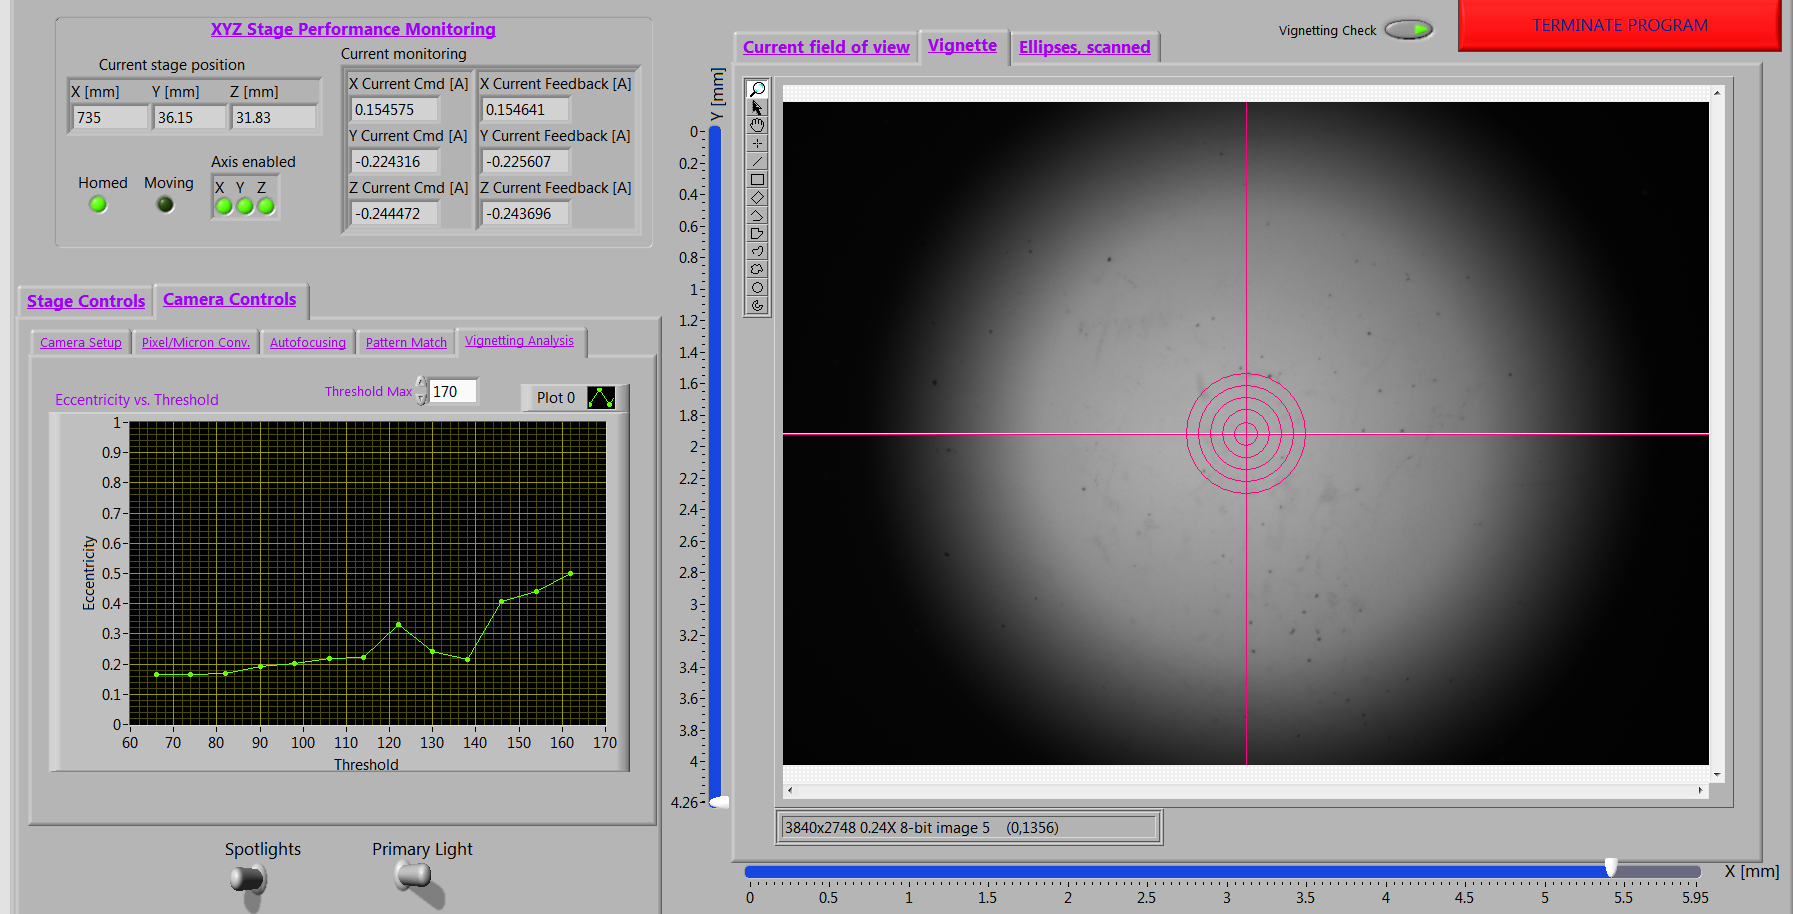 XYZ Stage Performance Monitoring
Current stage position
X [mm] Y [mm] Z [mm]
735 36.15 31.83
Homed Moving
Axis enabled
X Y Z
Current monitoring
X Current Cmd [A] X Current Feedback [A]
0.154575 0.154641
Y Current Cmd [A] Y Current Feedback [A]
-0.224316 -0.225607
Z Current Cmd [A] Z Current Feedback [A]
-0.244472 -0.243696
Stage Controls Camera Controls
Camera Setup Pixel/Micron Conv. Autofocusing Pattern Match Vignetting Analysis
Eccentricity vs. Threshold
Threshold Max 170
Plot 0
Eccentricity
1
0.9
0.8
0.7
0.6
0.5
0.4
0.3
0.2
0.1
0
60 70 80 90 100 110 120 130 140 150 160 170
Threshold
Spotlights Primary Light
Vignetting Check
TERMINATE PROGRAM
Current field of view Vignette Ellipses, scanned
Y [mm]
0
0.2
0.4
0.6
0.8
1
1.2
1.4
1.6
1.8
2
2.2
2.4
2.6
2.8
3
3.2
3.4
3.6
3.8
4
4.26
3840x2748 0.24X 8-bit image 5 (0,1356)
X [mm]
0 0.5 1 1.5 2 2.5 3 3.5 4 4.5 5 5.5 5.95